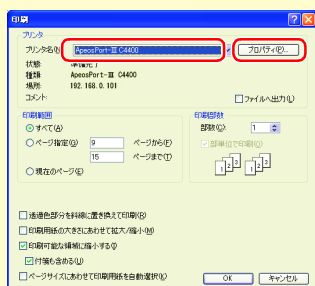 印刷
プリンタ
プリンタ名(N) ApeosPort-Ⅲ C4400 プロパティ(P)...
状態: 準備完了
種類: ApeosPort-Ⅲ C4400
場所: 192.168.0.101
コメント: ファイルへ出力(L)
印刷範囲
すべて(A)
ページ指定(G) 9 ページから(F)
15 ページまで(T)
現在のページ(E)
印刷部数
部数(C): 1
部単位で印刷(O)
1 2 3 1 2 3
透過色部分を斜線に置き換えて印刷(R)
印刷用紙の大きさにあわせて拡大/縮小(M)
印刷可能な領域に縮小する(I)
付箋も含める(U)
ページサイズにあわせて印刷用紙を自動選択(K)
OK キャンセル